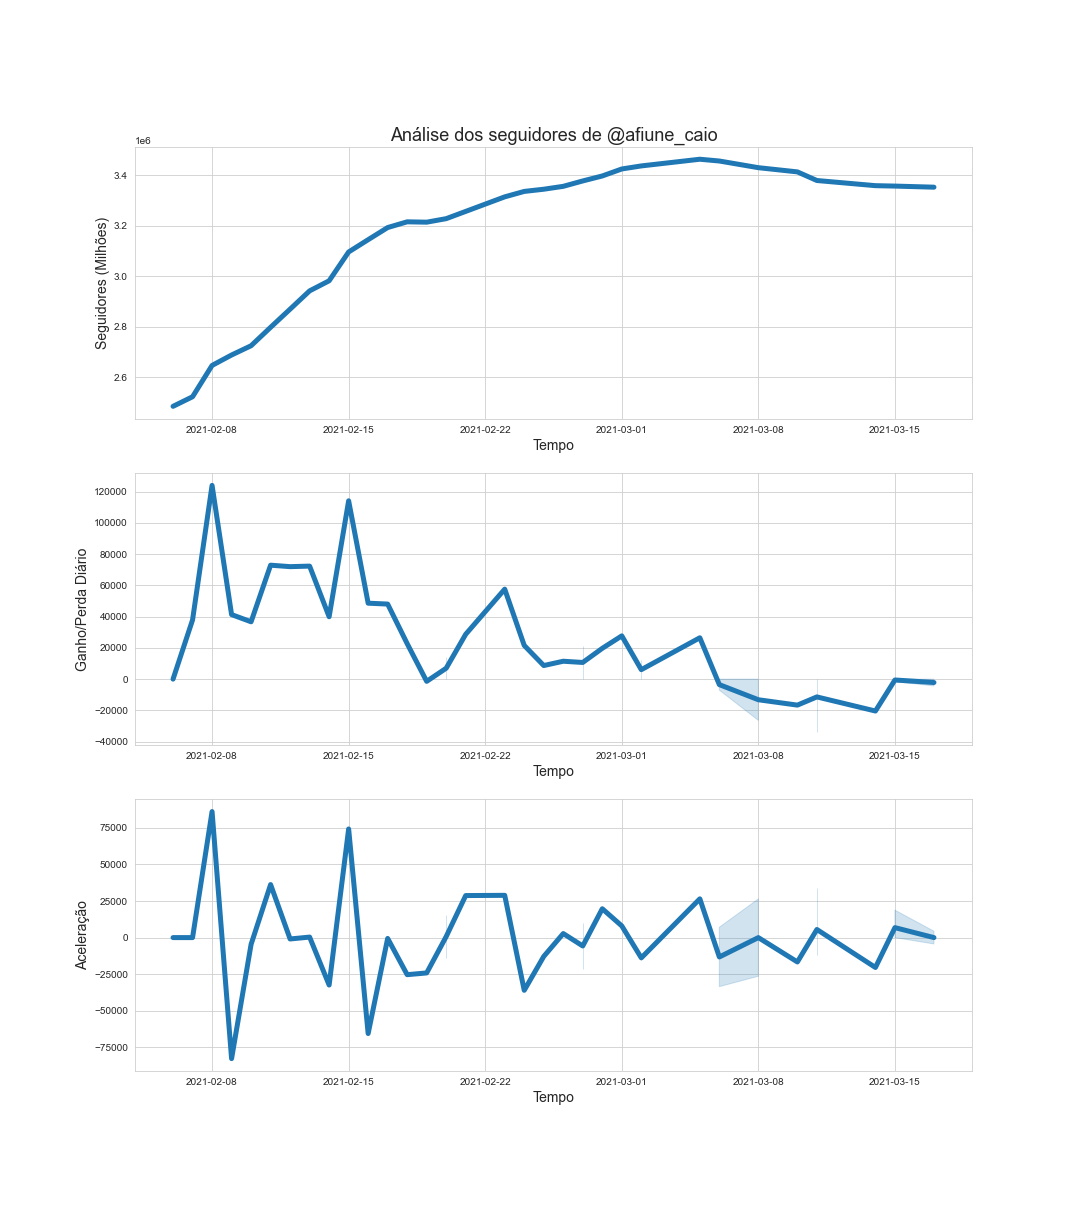 Análise dos seguidores de @afiune_caio
1e6
3.4
3.2
3.0
2.8
2.6
Seguidores (Milhões)
2021-02-08 2021-02-15 2021-02-22 2021-03-01 2021-03-08 2021-03-15
Tempo
120000
100000
80000
60000
40000
20000
0
−20000
−40000
Ganho/Perda Diário
2021-02-08 2021-02-15 2021-02-22 2021-03-01 2021-03-08 2021-03-15
Tempo
75000
50000
25000
0
−25000
−50000
−75000
Aceleração
2021-02-08 2021-02-15 2021-02-22 2021-03-01 2021-03-08 2021-03-15
Tempo